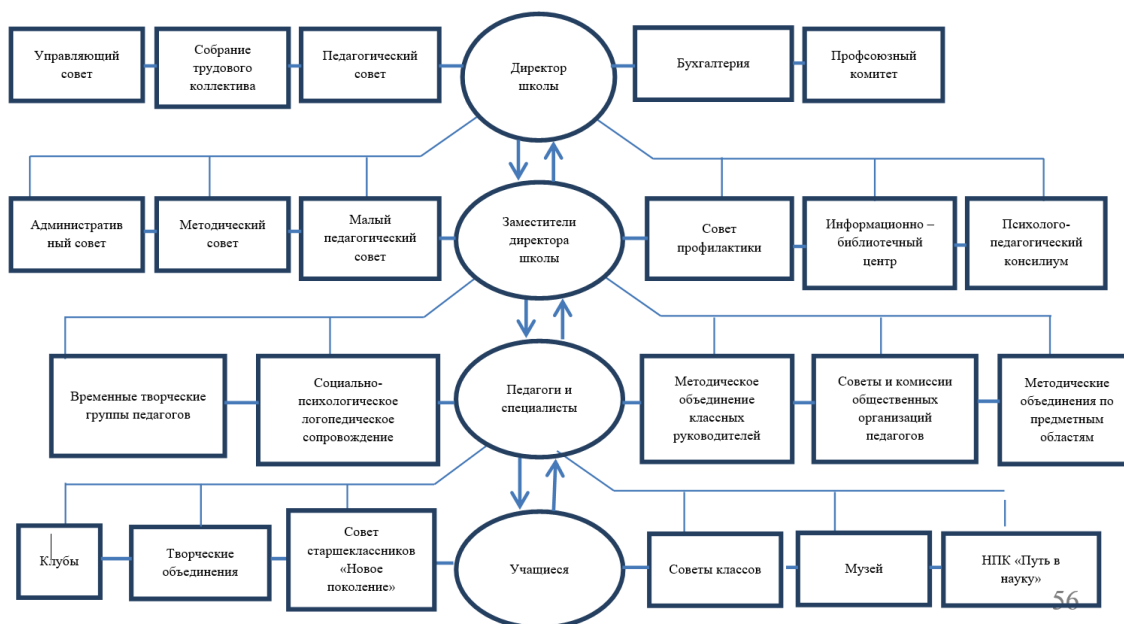 Управляющий
совет
Собрание
трудового
коллектива
Педагогический
совет
Директор
школы
Бухгалтерия
Профсоюзный
комитет
Административ
ный совет
Методический
совет
Малый
педагогический
совет
Заместители
директора
школы
Совет
профилактики
Информационно –
библиотечный
центр
Психолого-
педагогический
консилиум
Временные творческие
группы педагогов
Социально-
психологическое
логопедическое
сопровождение
Педагоги и
специалисты
Методическое
объединение
классных
руководителей
Советы и комиссии
общественных
организаций
педагогов
Методические
объединения по
предметным
областям
Клубы
Творческие
объединения
Совет
старшеклассников
«Новое
поколение»
Учащиеся
Советы классов
Музей
НПК «Путь в
науку»
56